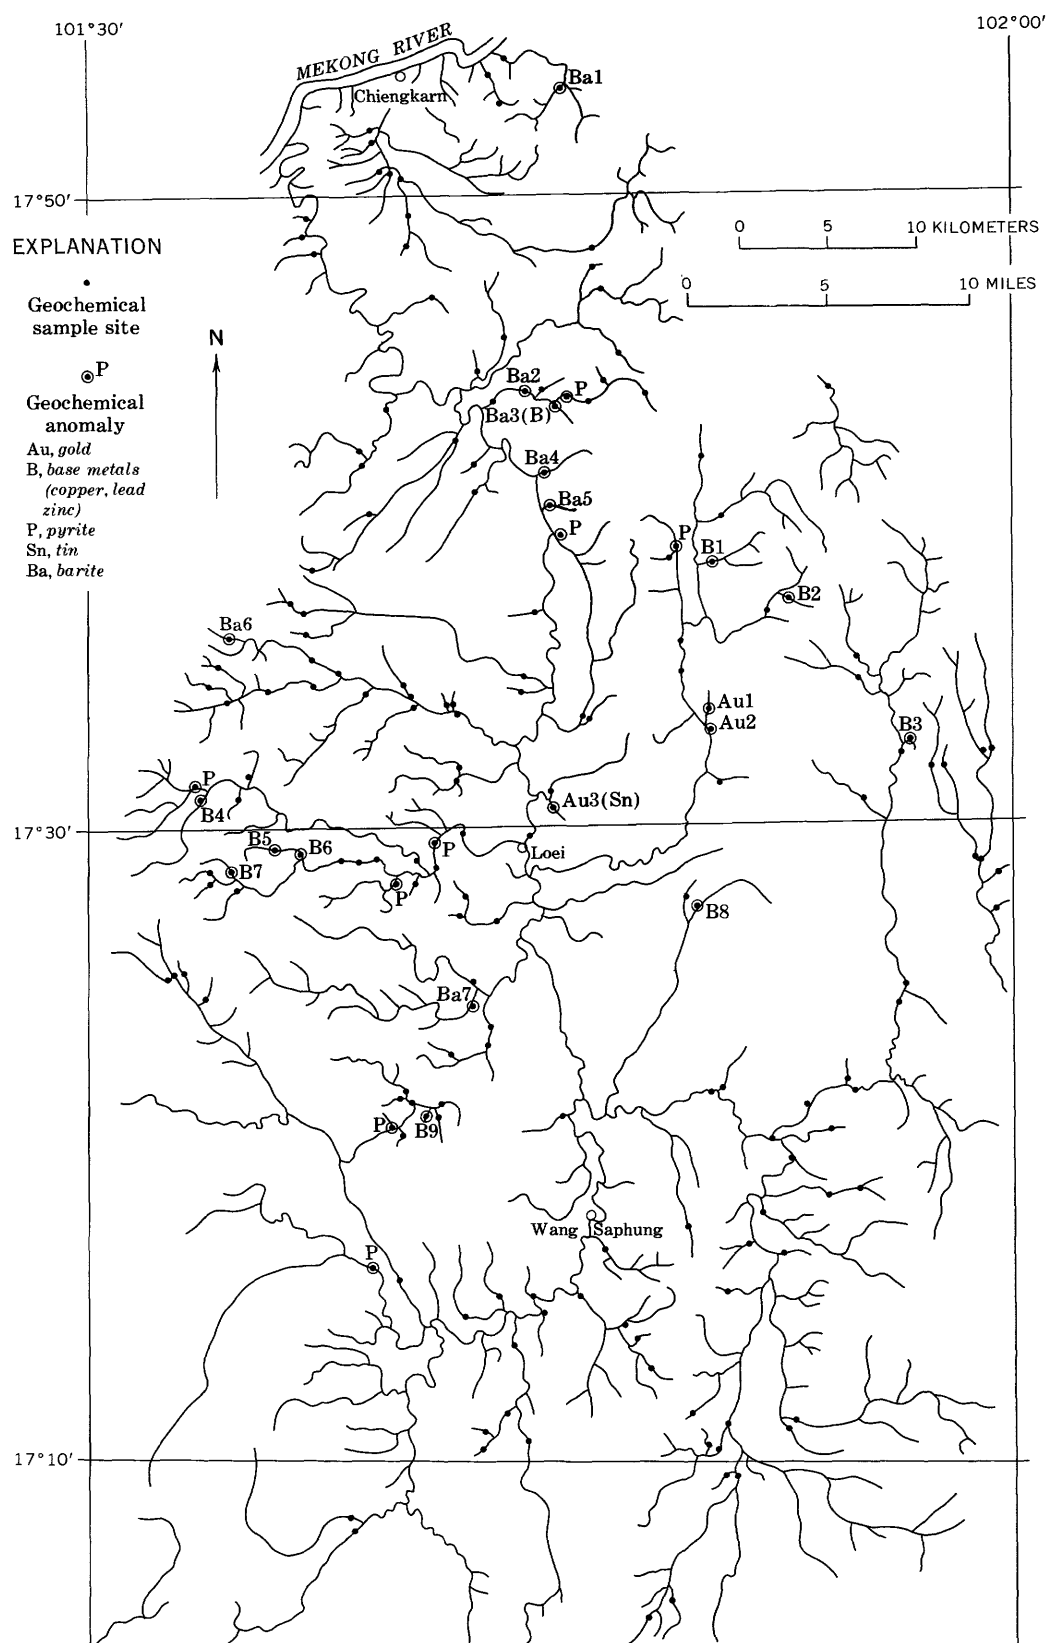 101°30′
102°00′
MEKONG RIVER
Chiengkarn
Ba1
17°50′
EXPLANATION
Geochemical
sample site
P
Geochemical
anomaly
Au, gold
B, base metals
(copper, lead
zinc)
P, pyrite
Sn, tin
Ba, barite
N
0 5 10 KILOMETERS
0 5 10 MILES
Ba2
P
Ba3(B)
Ba4
Ba5
P
P
B1
B2
Ba6
Au1
Au2
B3
P
B4
Au3(Sn)
17°30′
B5
B6
P
Loei
B7
P
B8
Ba7
P
B9
Wang Saphung
P
17°10′